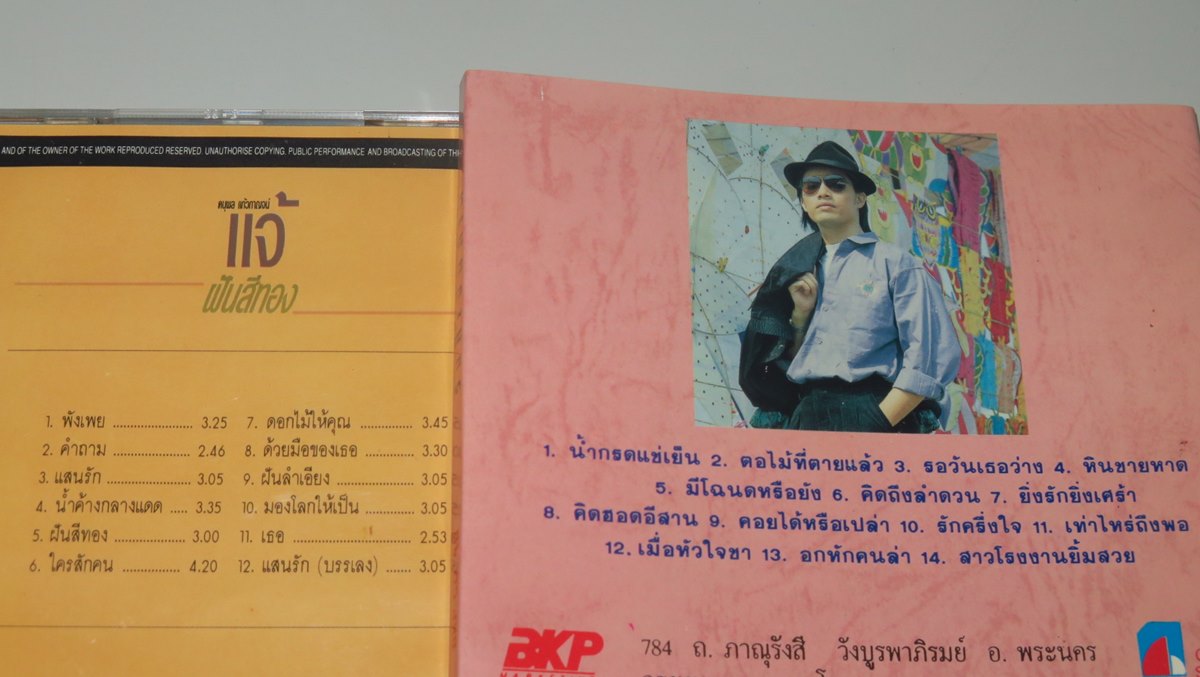 AND OF THE OWNER OF THE WORK REPRODUCED RESERVED. UNAUTHORISE COPYING. PUBLIC PERFORMANCE AND BROADCASTING OF THI
ดนุพล แก้วกาญจน์
แจ้
ฝันสีทอง
1. พังเพย ........................ 3.25
2. คำถาม ........................ 2.46
3. แสนรัก ........................ 3.05
4. น้ำค้างกลางแดด ..... 3.35
5. ฝันสีทอง ..................... 3.00
6. ใครสักคน .................. 4.20
7. ดอกไม้ให้คุณ ................ 3.45
8. ด้วยมือของเธอ ............. 3.30
9. ฝันลำเอียง ..................... 3.05
10. มองโลกให้เป็น ............. 3.05
11. เธอ ............................. 2.53
12. แสนรัก (บรรเลง) ....... 3.05
1. น้ำกรดแช่เย็น 2. ตอไม้ที่ตายแล้ว 3. รอวันเธอว่าง 4. หินชายหาด
5. มีโฉนดหรือยัง 6. คิดถึงลำดวน 7. ยิ่งรักยิ่งเศร้า
8. คิดฮอดอีสาน 9. คอยได้หรือเปล่า 10. รักครึ่งใจ 11. เท่าไหร่ถึงพอ
12. เมื่อหัวใจขา 13. อกหักคนล่า 14. สาวโรงงานยิ้มสวย
BKP
784 ถ. ภาณุรังสี วังบูรพาภิรมย์ อ. พระนคร